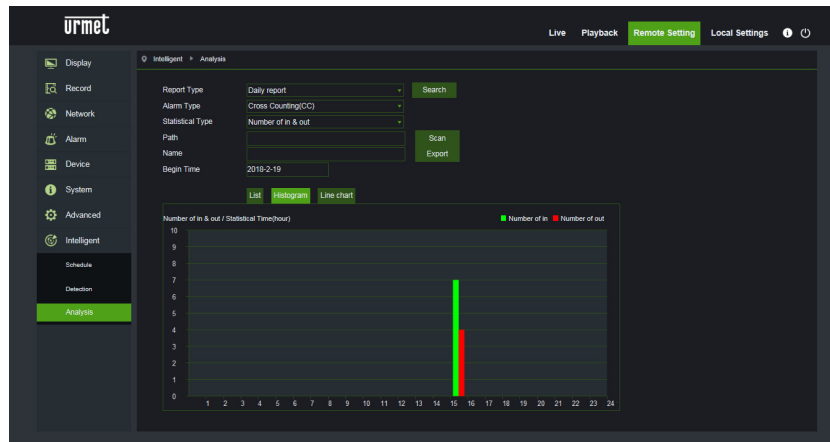 urmet
Live Playback Remote Setting Local Settings
Display
Record
Network
Alarm
Device
System
Advanced
Intelligent
Schedule
Detection
Analysis
Intelligent Analysis
Report Type Daily report Search
Alarm Type Cross Counting(CC)
Statistical Type Number of in & out
Path Scan
Name Export
Begin Time 2018-2-19
List Histogram Line chart
Number of in & out / Statistical Time(hour) Number of in Number of out
10
9
8
7
6
5
4
3
2
1
0
1 2 3 4 5 6 7 8 9 10 11 12 13 14 15 16 17 18 19 20 21 22 23 24